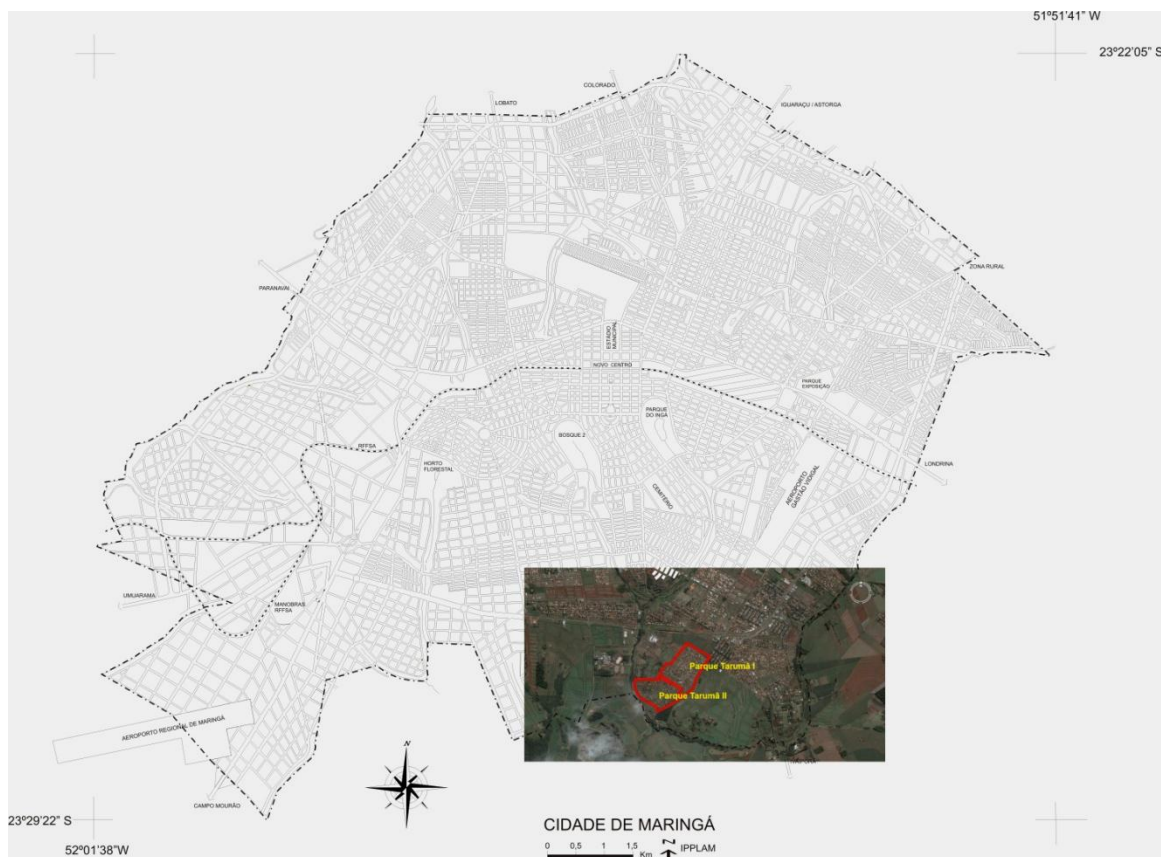 51º51'41" W
23º22'05" S
COLORADO
LOBATO
IGUARAÇU / ASTORGA
ZONA RURAL
PARANAVAÍ
ESTÁDIO
MUNICIPAL
NOVO CENTRO
PARQUE
EXPOSIÇÃO
PARQUE
DO INGÁ
BOSQUE 2
RFFSA
HORTO
FLORESTAL
LONDRINA
CEMITÉRIO
AEROPORTO
GASTÃO VIDIGAL
UMUARAMA
MANOBRAS
RFFSA
Parque Tarumã I
Parque Tarumã II
AEROPORTO REGIONAL DE MARINGÁ
N
CAMPO MOURÃO
23º29'22" S
52º01'38"W
CIDADE DE MARINGÁ
0 0,5 1 1,5
Km
N
IPPLAM